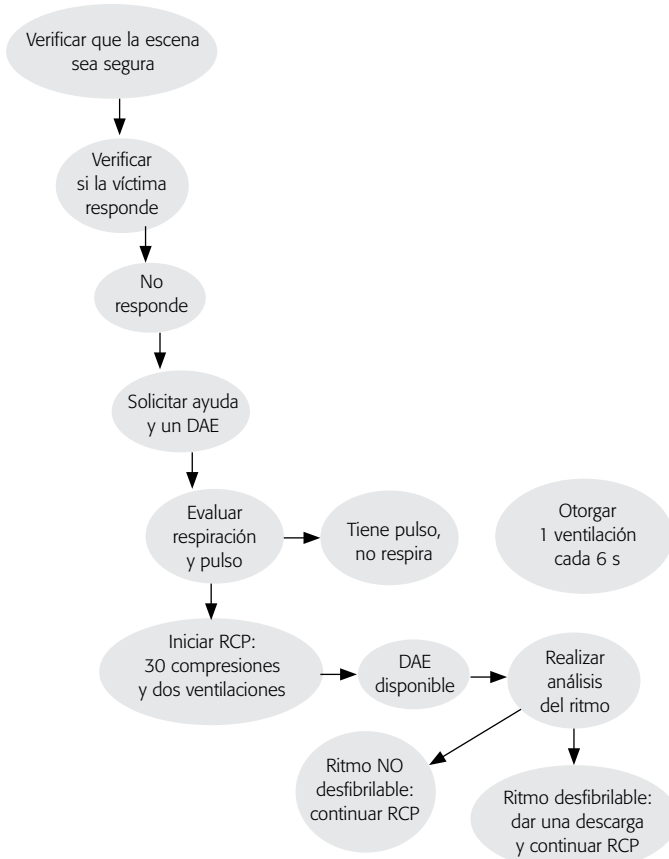 Verificar que la escena
sea segura
Verificar
si la víctima
responde
No
responde
Solicitar ayuda
y un DAE
Evaluar
respiración
y pulso
Tiene pulso,
no respira
Otorgar
1 ventilación
cada 6 s
Iniciar RCP:
30 compresiones
y dos ventilaciones
DAE
disponible
Realizar
análisis
del ritmo
Ritmo NO
desfibrilable:
continuar RCP
Ritmo desfibrilable:
dar una descarga
y continuar RCP